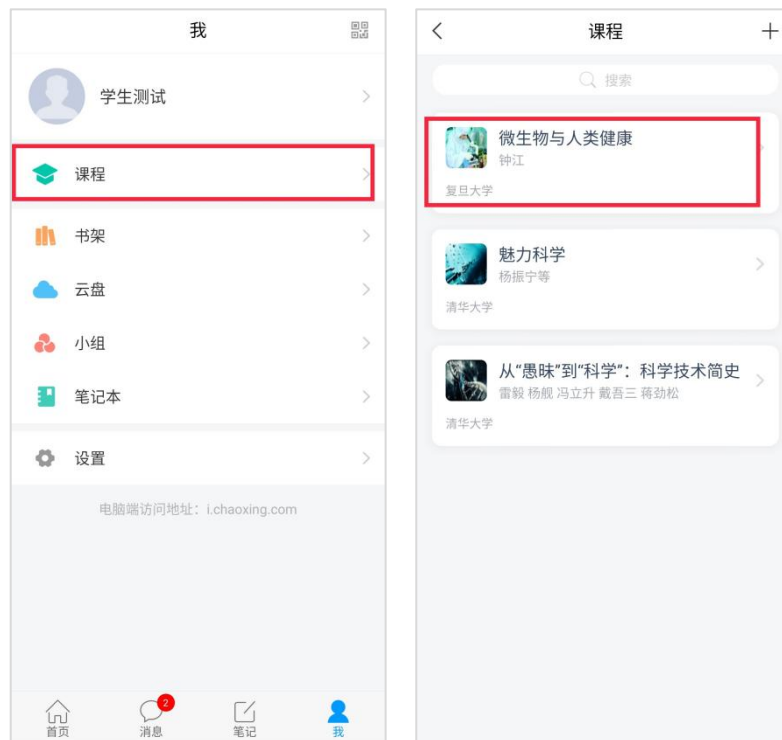 我
学生测试
课程
书架
云盘
小组
笔记本
设置
电脑端访问地址：i.chaoxing.com
2
首页
消息
笔记
我
课程
搜索
微生物与人类健康
钟江
复旦大学
魅力科学
杨振宁等
清华大学
从“愚昧”到“科学”：科学技术简史
雷毅 杨舰 冯立升 戴吾三 蒋劲松
清华大学